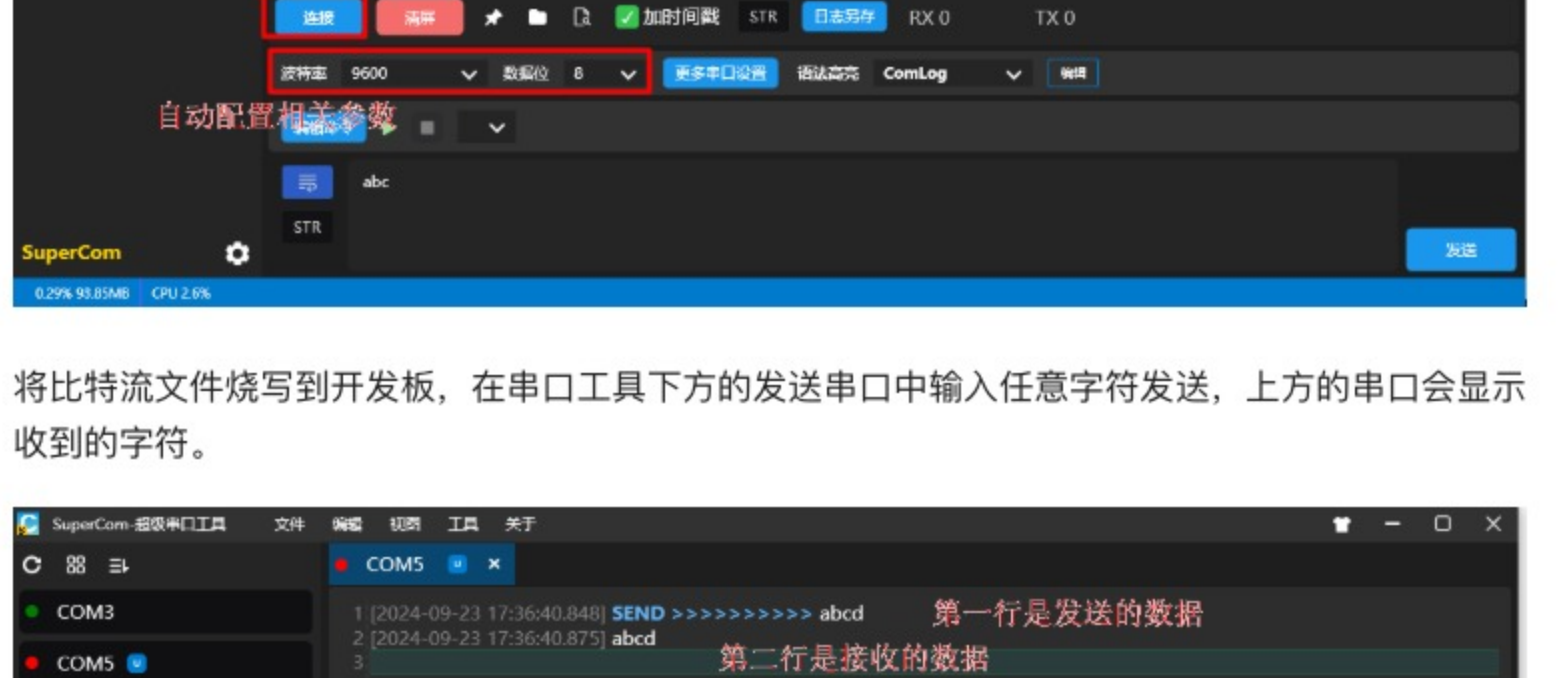 连接 清屏 加时间戳 STR 日志另存 RX 0 TX 0
波特率 9600 数据位 8 更多串口设置 语法高亮 ComLog 编辑
自动配置相关参数
abc
STR
SuperCom
发送
0.29% 93.85MB CPU 2.6%
将比特流文件烧写到开发板，在串口工具下方的发送串口中输入任意字符发送，上方的串口会显示
收到的字符。
SuperCom-超级串口工具 文件 编辑 视图 工具 关于
COM5 U ×
COM3
1 [2024-09-23 17:36:40.848] SEND >>>>>>>>>> abcd 第一行是发送的数据
2 [2024-09-23 17:36:40.875] abcd
3 第二行是接收的数据
COM5 U